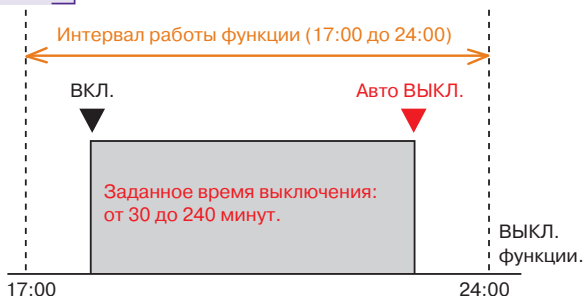 Интервал работы функции (17:00 до 24:00)
ВКЛ.
Авто ВЫКЛ.
Заданное время выключения:
от 30 до 240 минут.
ВЫКЛ.
функции.
17:00
24:00